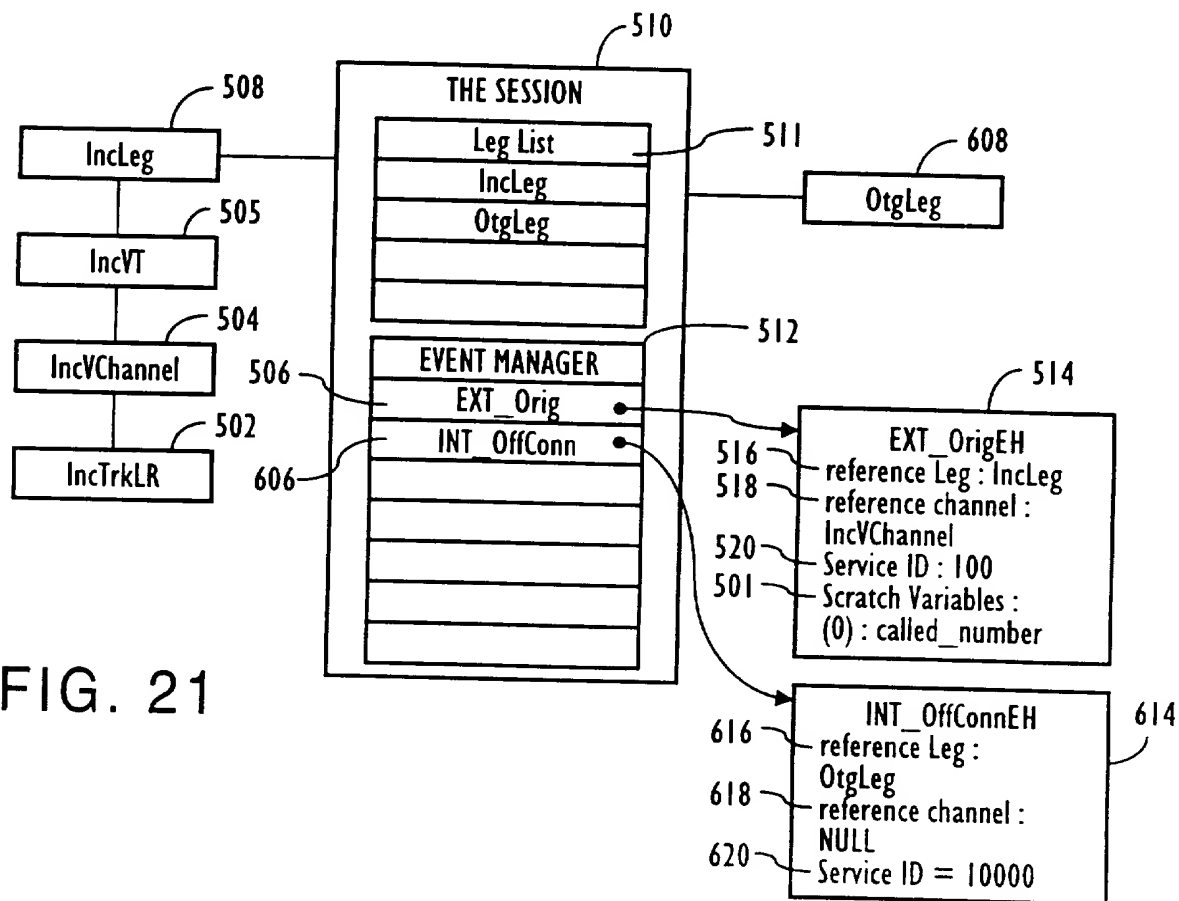 510
THE SESSION
508
IncLeg
Leg List
511
608
IncLeg
OtgLeg
OtgLeg
505
IncVT
504
IncVChannel
512
EVENT MANAGER
506
EXT_Orig
514
502
IncTrkLR
606
INT_OffConn
EXT_OrigEH
516
reference Leg : IncLeg
518
reference channel :
IncVChannel
520
Service ID : 100
501
Scratch Variables :
(0) : called_number
FIG. 21
INT_OffConnEH
614
616
reference Leg :
OtgLeg
618
reference channel :
NULL
620
Service ID = 10000